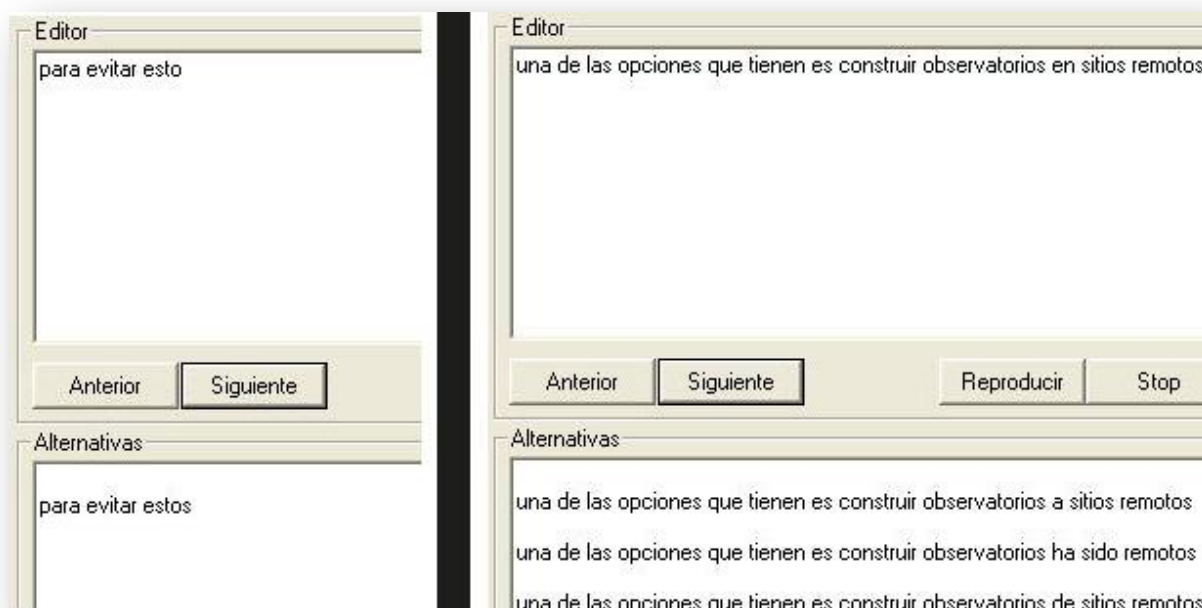 Editor
para evitar esto
Anterior
Siguiente
Alternativas
para evitar estos
Editor
una de las opciones que tienen es construir observatorios en sitios remotos
Anterior
Siguiente
Reproducir
Stop
Alternativas
una de las opciones que tienen es construir observatorios a sitios remotos
una de las opciones que tienen es construir observatorios ha sido remotos
una de las opciones que tienen es construir observatorios de sitios remotos